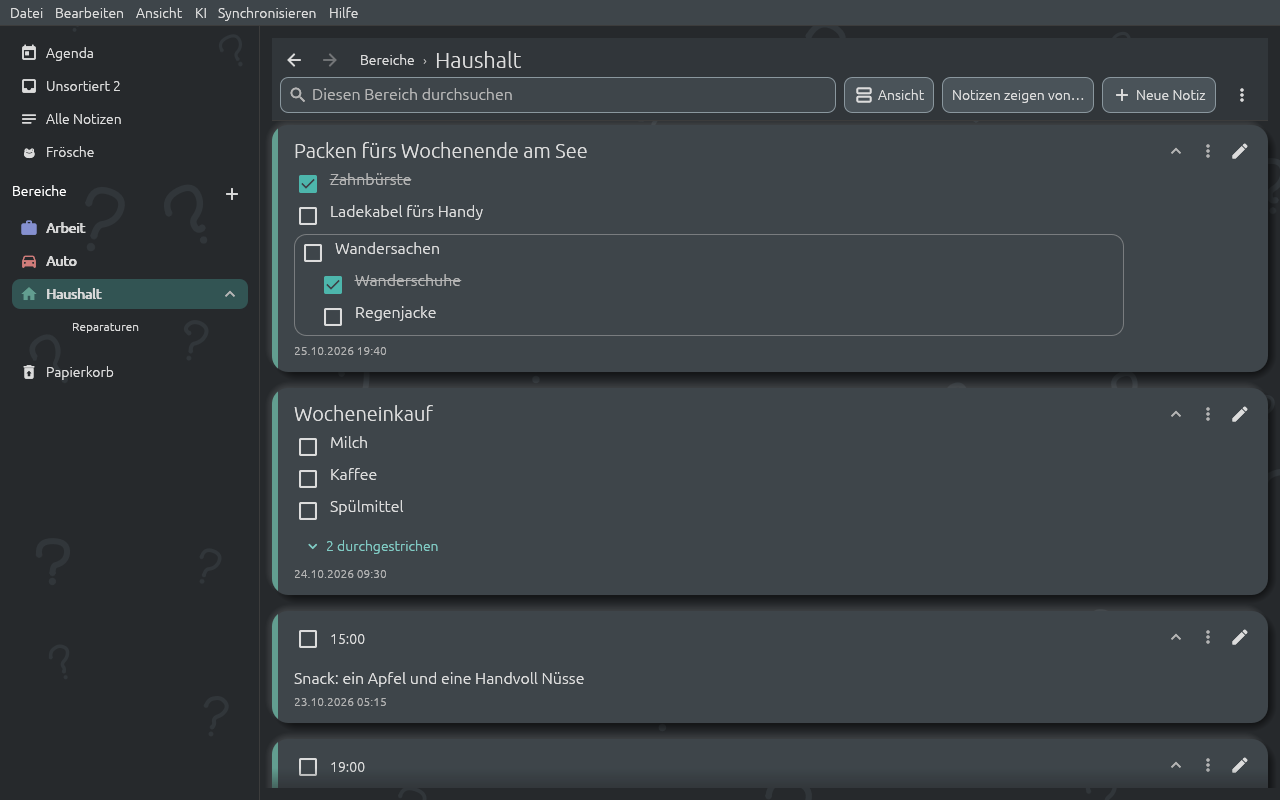 Datei Bearbeiten Ansicht KI Synchronisieren Hilfe
Agenda
Unsortiert 2
Alle Notizen
Frösche
Bereiche
Arbeit
Auto
Haushalt
Reparaturen
Papierkorb
Bereiche › Haushalt
Diesen Bereich durchsuchen
Ansicht
Notizen zeigen von...
Neue Notiz
Packen fürs Wochenende am See
Zahnbürste
Ladekabel fürs Handy
Wandersachen
Wanderschuhe
Regenjacke
25.10.2026 19:40
Wocheneinkauf
Milch
Kaffee
Spülmittel
2 durchgestrichen
24.10.2026 09:30
15:00
Snack: ein Apfel und eine Handvoll Nüsse
23.10.2026 05:15
19:00